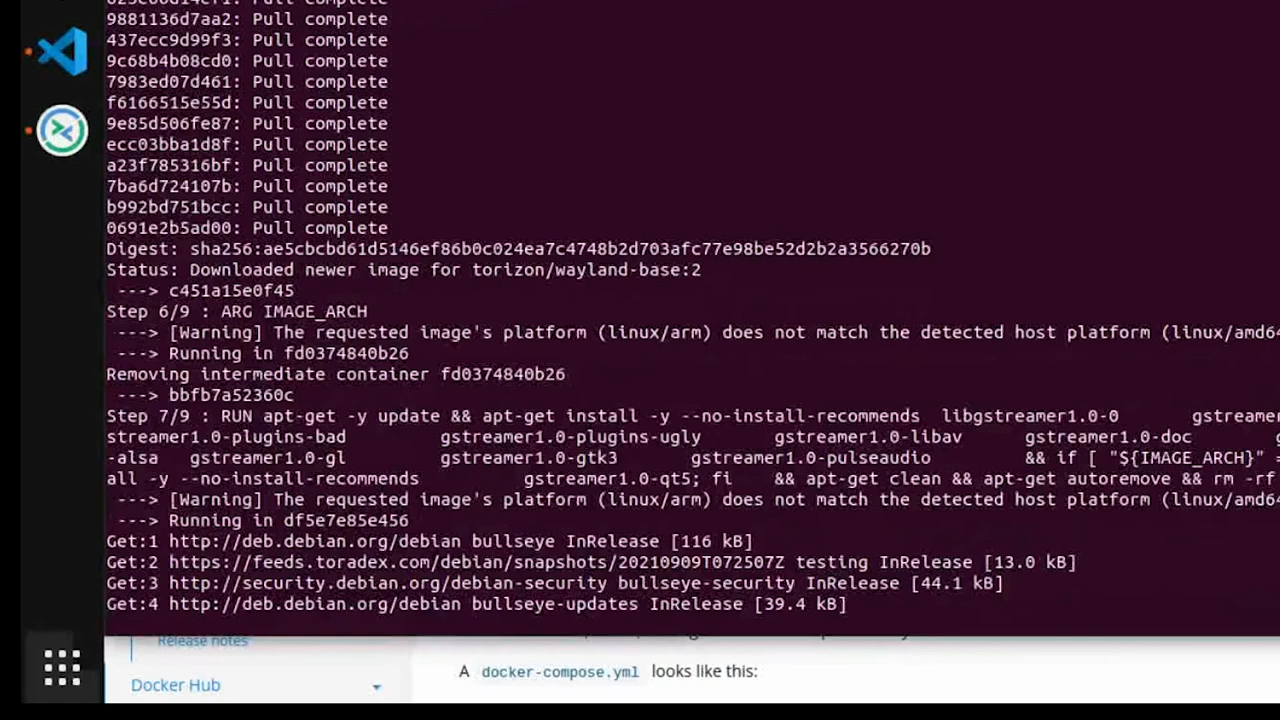 9881136d7aa2: Pull complete
437ecc9d99f3: Pull complete
9c68b4b08cd0: Pull complete
7983ed07d461: Pull complete
f6166515e55d: Pull complete
9e85d506fe87: Pull complete
ecc03bba1d8f: Pull complete
a23f785316bf: Pull complete
7ba6d724107b: Pull complete
b992bd751bcc: Pull complete
0691e2b5ad00: Pull complete
Digest: sha256:ae5cbcbd61d5146ef86b0c024ea7c4748b2d703afc77e98be52d2b2a3566270b
Status: Downloaded newer image for torizon/wayland-base:2
---> c451a15e0f45
Step 6/9 : ARG IMAGE_ARCH
---> [Warning] The requested image's platform (linux/arm) does not match the detected host platform (linux/amd64
---> Running in fd0374840b26
Removing intermediate container fd0374840b26
---> bbfb7a52360c
Step 7/9 : RUN apt-get -y update && apt-get install -y --no-install-recommends libgstreamer1.0-0 gstreame
streamer1.0-plugins-bad gstreamer1.0-plugins-ugly gstreamer1.0-libav gstreamer1.0-doc g
-alsa gstreamer1.0-gl gstreamer1.0-gtk3 gstreamer1.0-pulseaudio && if [ "${IMAGE_ARCH}" =
all -y --no-install-recommends gstreamer1.0-qt5; fi && apt-get clean && apt-get autoremove && rm -rf
---> [Warning] The requested image's platform (linux/arm) does not match the detected host platform (linux/amd64
---> Running in df5e7e85e456
Get:1 http://deb.debian.org/debian bullseye InRelease [116 kB]
Get:2 https://feeds.toradex.com/debian/snapshots/20210909T072507Z testing InRelease [13.0 kB]
Get:3 http://security.debian.org/debian-security bullseye-security InRelease [44.1 kB]
Get:4 http://deb.debian.org/debian bullseye-updates InRelease [39.4 kB]
Release notes
A docker-compose.yml looks like this:
Docker Hub